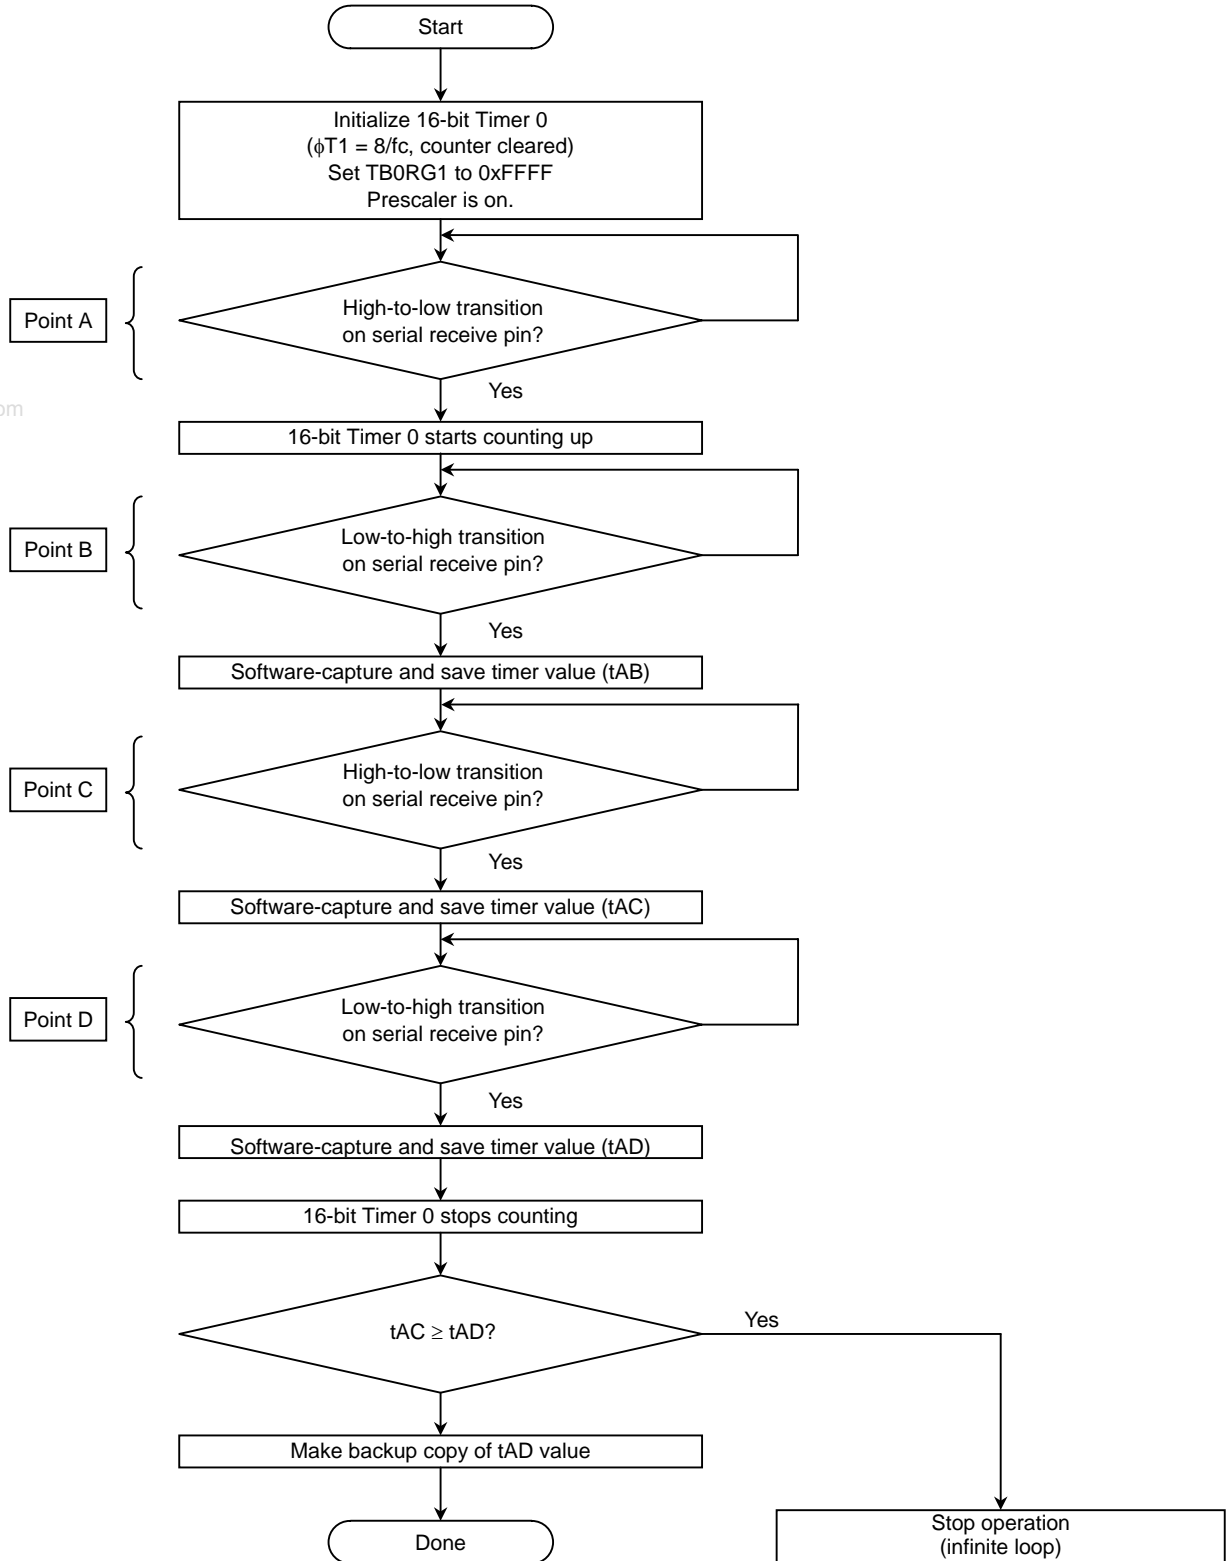 Start
Initialize 16-bit Timer 0
(ϕT1 = 8/fc, counter cleared)
Set TB0RG1 to 0xFFFF
Prescaler is on.
Point A
High-to-low transition
on serial receive pin?
Yes
om
16-bit Timer 0 starts counting up
Point B
Low-to-high transition
on serial receive pin?
Yes
Software-capture and save timer value (tAB)
Point C
High-to-low transition
on serial receive pin?
Yes
Software-capture and save timer value (tAC)
Point D
Low-to-high transition
on serial receive pin?
Yes
Software-capture and save timer value (tAD)
16-bit Timer 0 stops counting
tAC ≥ tAD?
Yes
Make backup copy of tAD value
Done
Stop operation
(infinite loop)